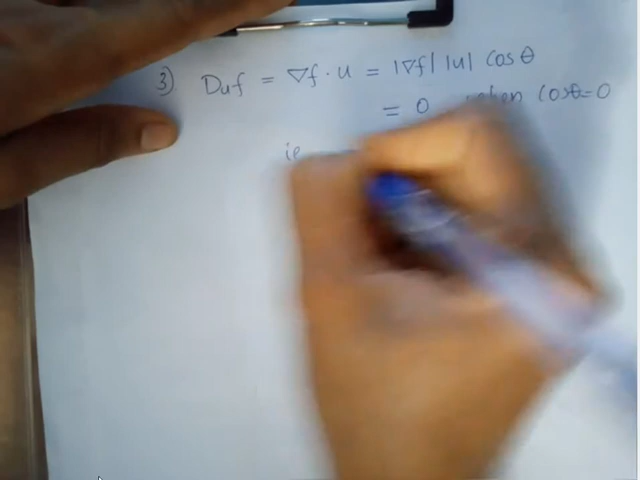 3) Duf = ∇f · u = |∇f| |u| cos θ
= 0 when cos θ = 0
ie